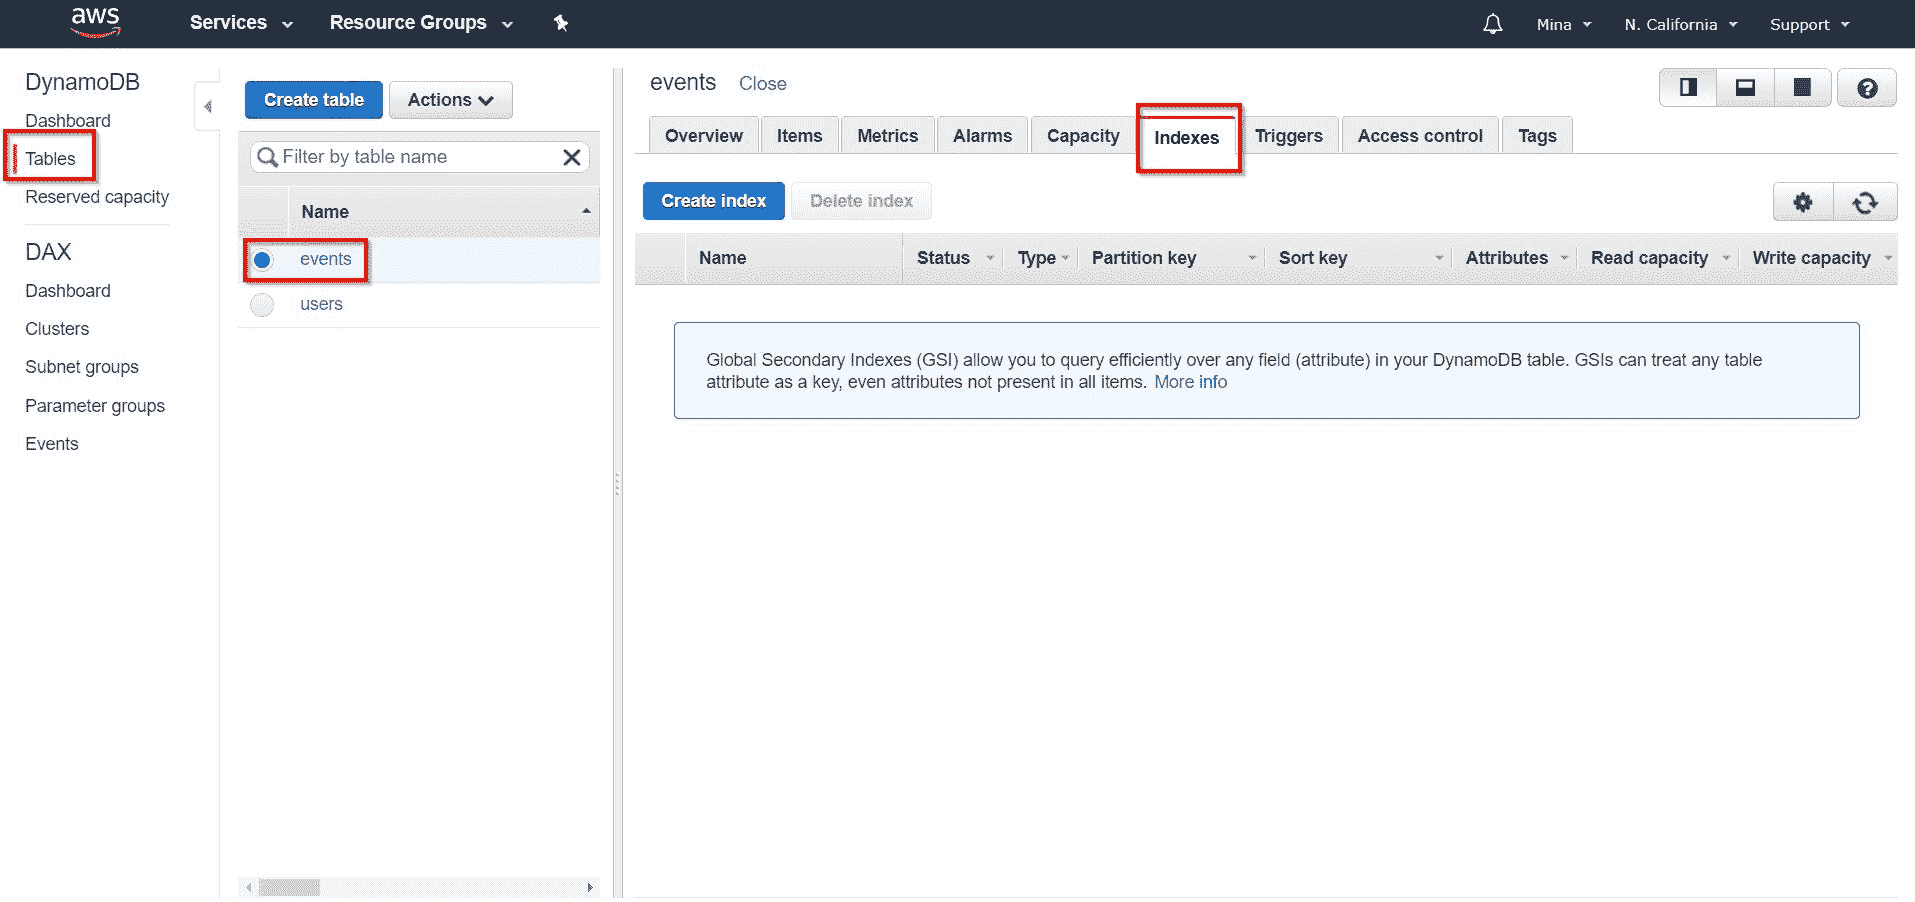 aws Services Resource Groups Mina N. California Support
DynamoDB
Dashboard
Tables
Reserved capacity
DAX
Dashboard
Clusters
Subnet groups
Parameter groups
Events
Create table Actions
Filter by table name
Name
events
users
events Close
Overview Items Metrics Alarms Capacity Indexes Triggers Access control Tags
Create index Delete index
Name Status Type Partition key Sort key Attributes Read capacity Write capacity
Global Secondary Indexes (GSI) allow you to query efficiently over any field (attribute) in your DynamoDB table. GSIs can treat any table
attribute as a key, even attributes not present in all items. More info